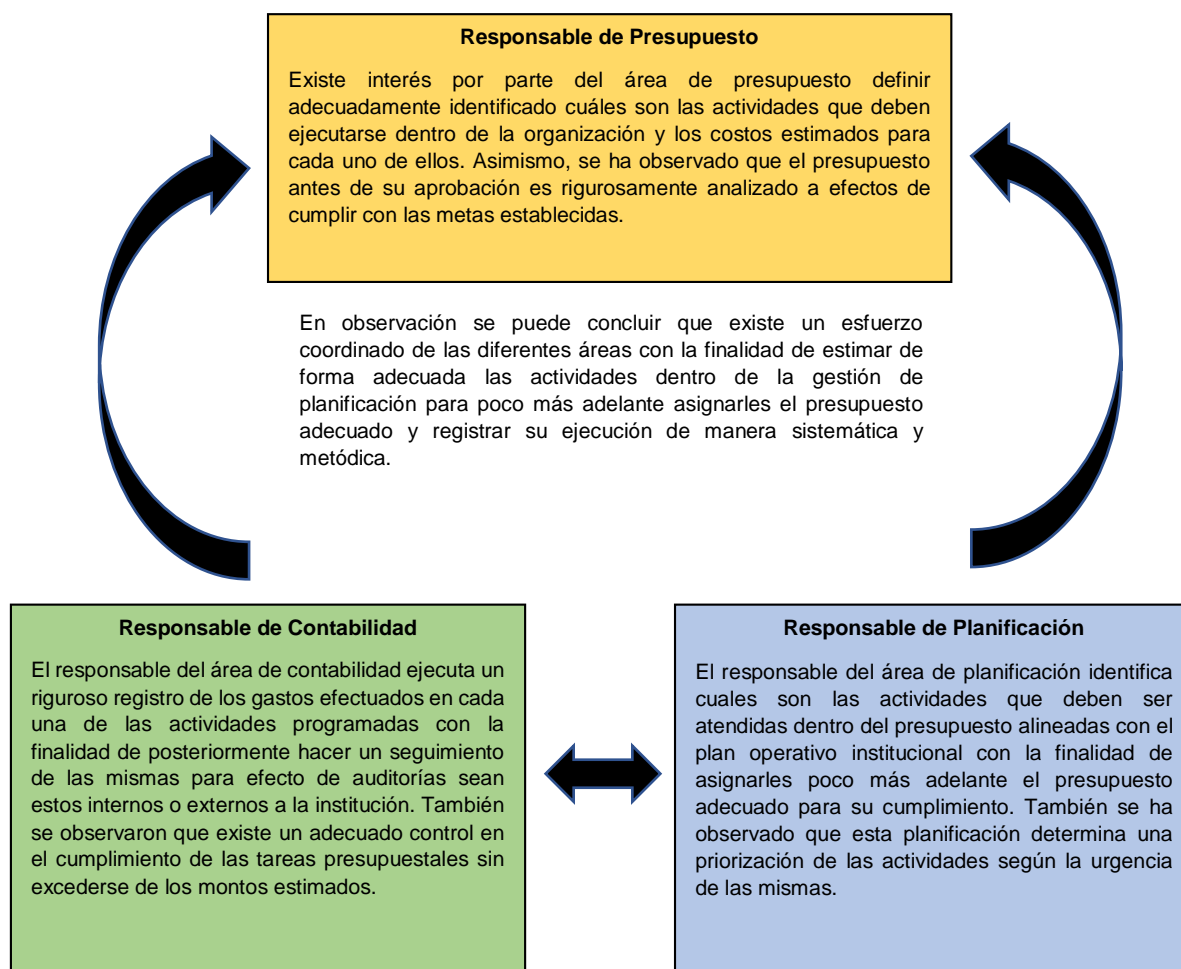 Responsable de Presupuesto
Existe interés por parte del área de presupuesto definir
adecuadamente identificado cuáles son las actividades que deben
ejecutarse dentro de la organización y los costos estimados para
cada uno de ellos. Asimismo, se ha observado que el presupuesto
antes de su aprobación es rigurosamente analizado a efectos de
cumplir con las metas establecidas.
En observación se puede concluir que existe un esfuerzo
coordinado de las diferentes áreas con la finalidad de estimar de
forma adecuada las actividades dentro de la gestión de
planificación para poco más adelante asignarles el presupuesto
adecuado y registrar su ejecución de manera sistemática y
metódica.
Responsable de Contabilidad
El responsable del área de contabilidad ejecuta un
riguroso registro de los gastos efectuados en cada
una de las actividades programadas con la
finalidad de posteriormente hacer un seguimiento
de las mismas para efecto de auditorías sean
estos internos o externos a la institución. También
se observaron que existe un adecuado control en
el cumplimiento de las tareas presupuestales sin
excederse de los montos estimados.
Responsable de Planificación
El responsable del área de planificación identifica
cuales son las actividades que deben ser
atendidas dentro del presupuesto alineadas con el
plan operativo institucional con la finalidad de
asignarles poco más adelante el presupuesto
adecuado para su cumplimiento. También se ha
observado que esta planificación determina una
priorización de las actividades según la urgencia
de las mismas.